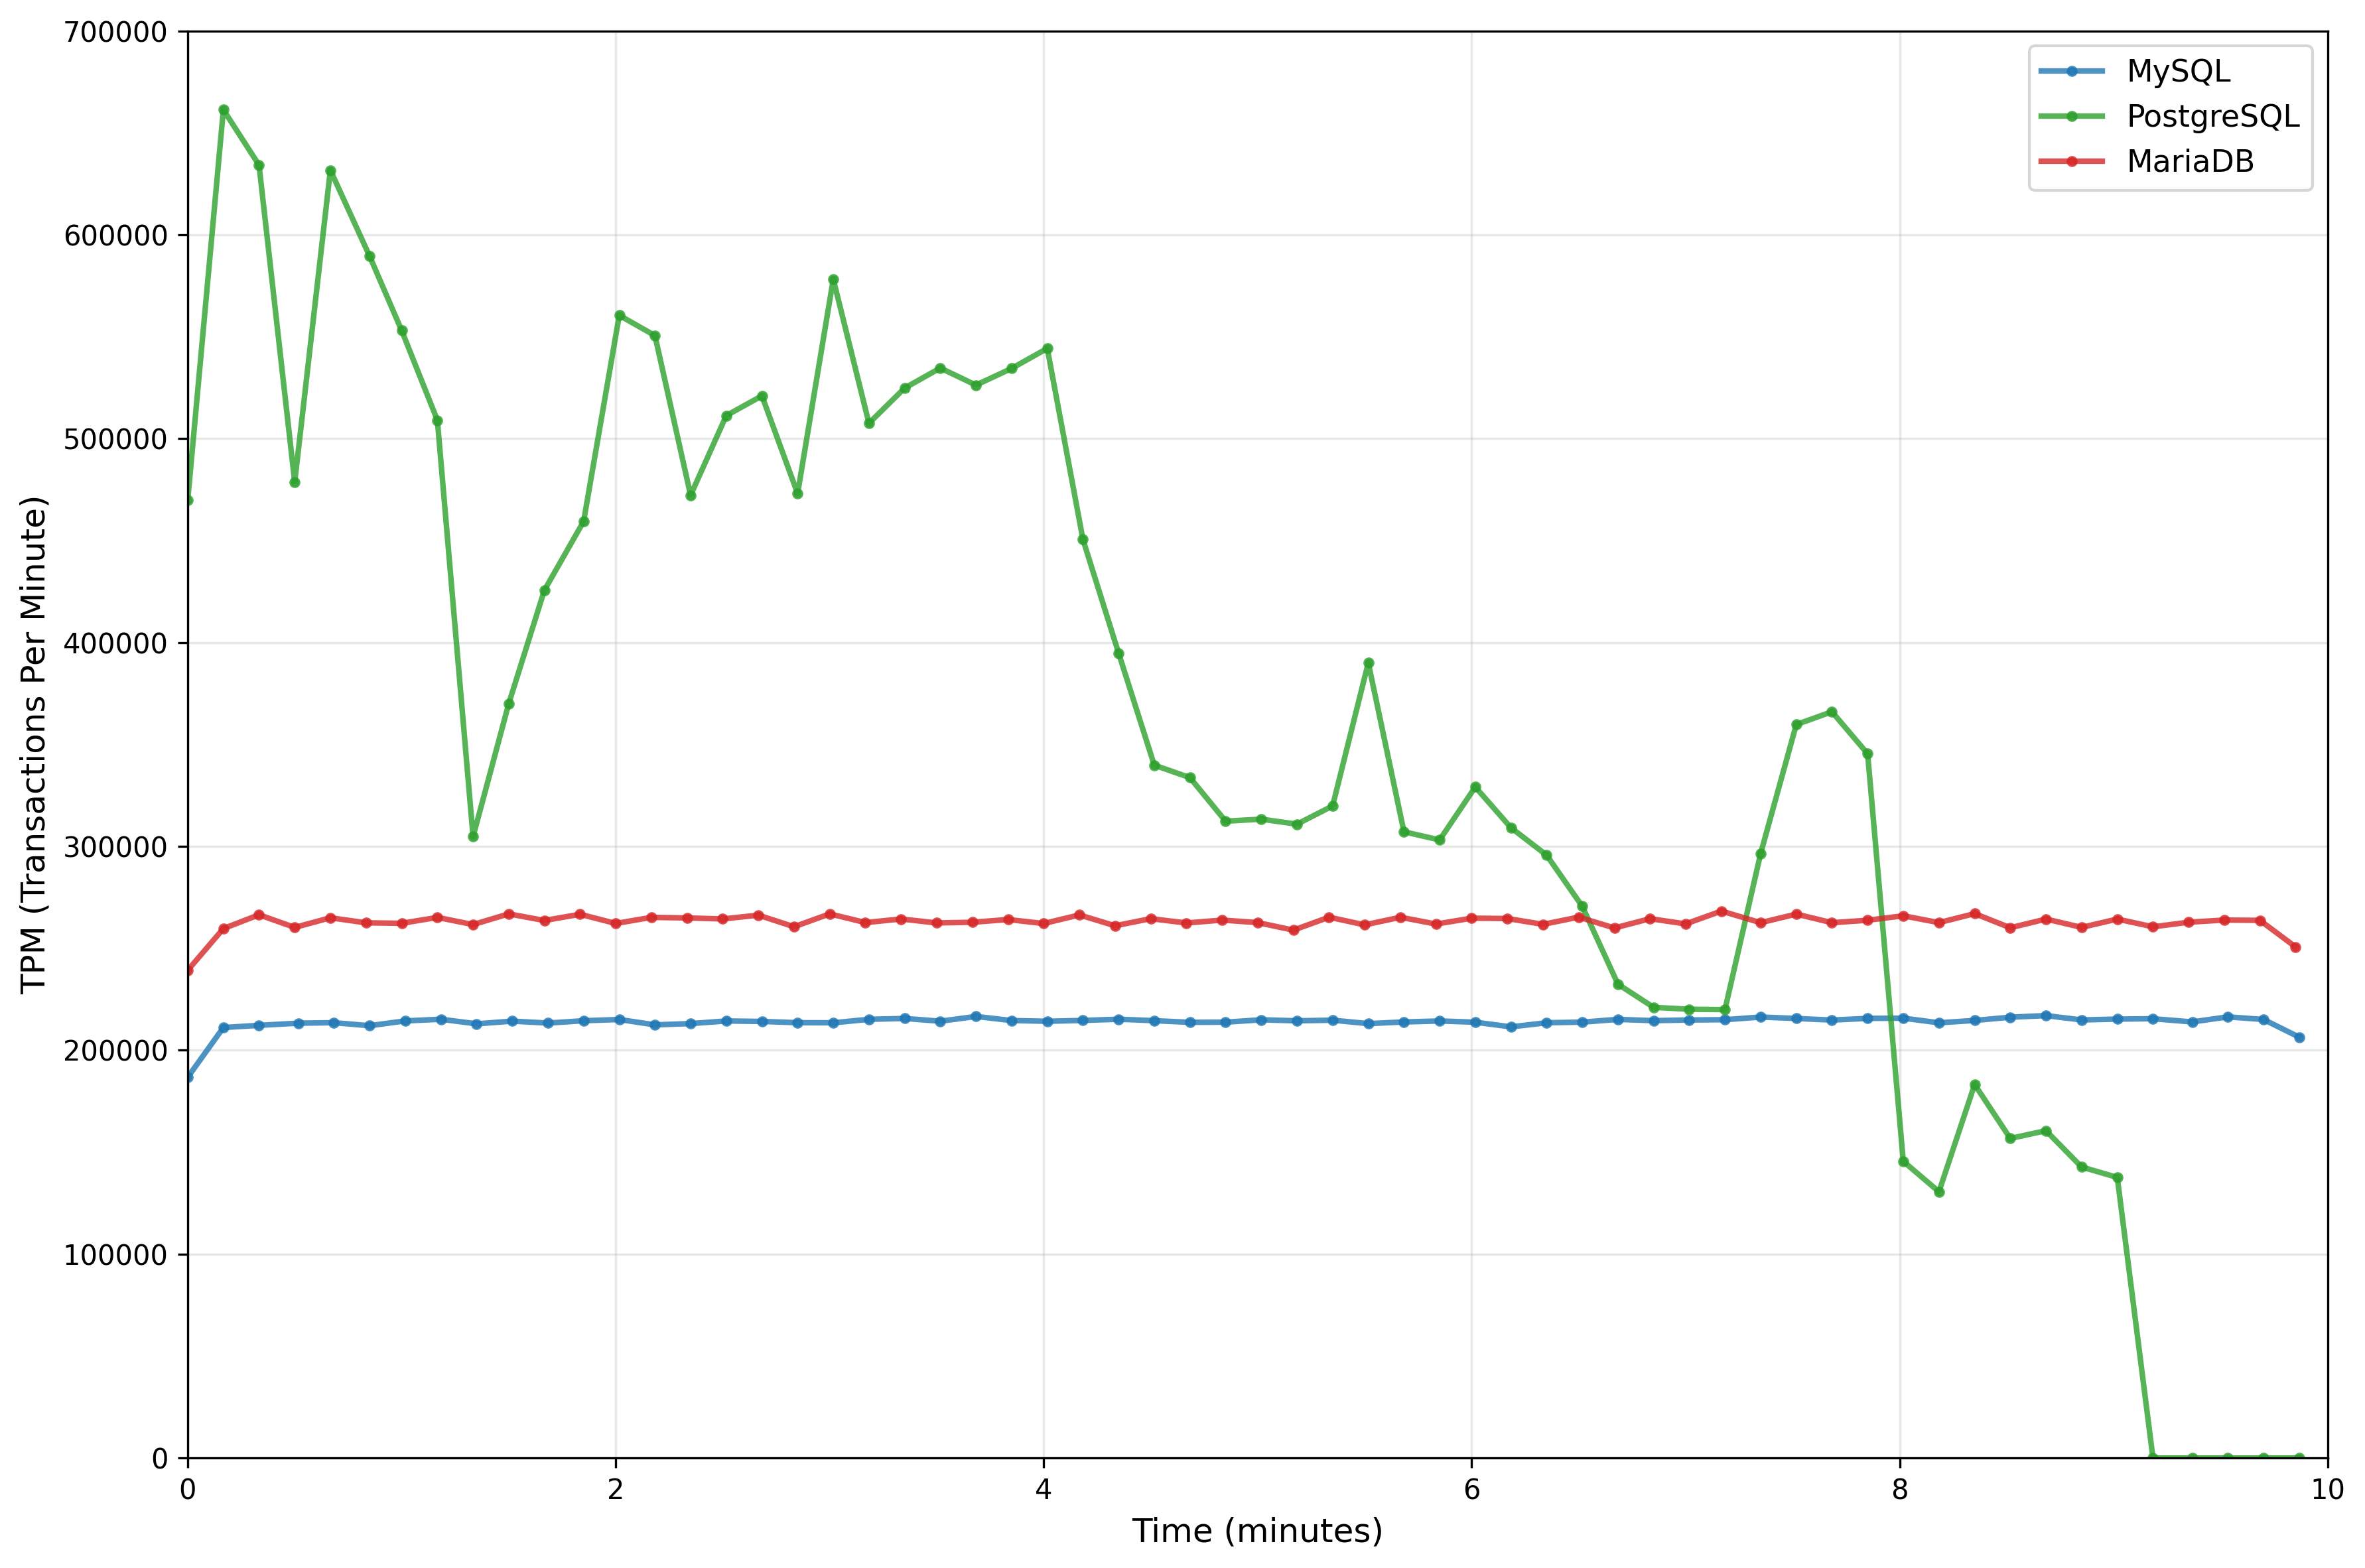 TPM (Transactions Per Minute)
700000
600000
500000
400000
300000
200000
100000
0
MySQL
PostgreSQL
MariaDB
0 2 4 6 8 10
Time (minutes)